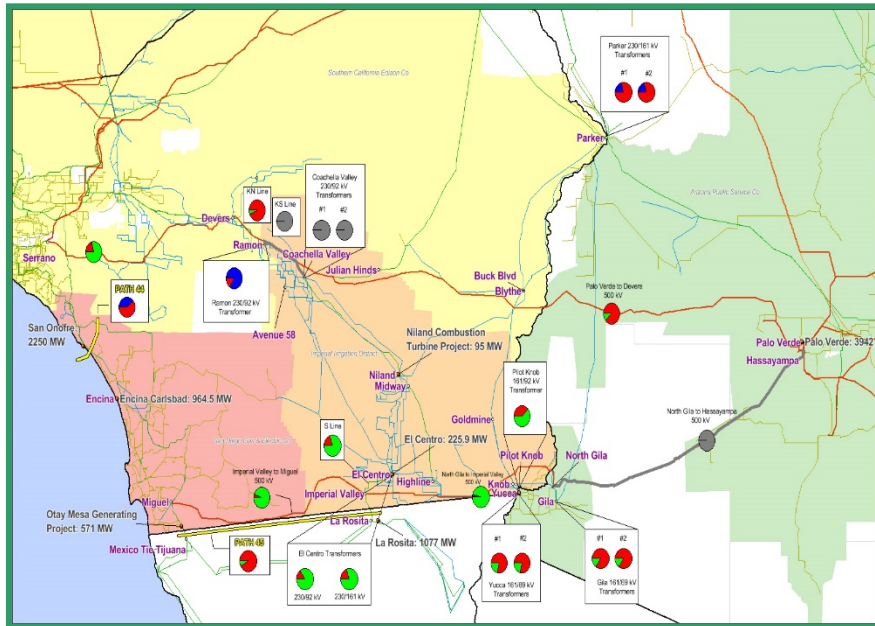 Parker 230/161 kV
Transformers
#1 #2
Southern California Edison Co.
Parker
Coachella Valley
230/92 kV
Transformers
#1 #2
KN Line
KS Line
Arizona Public Service Co.
Devers
Serrano
Ramon
Coachella Valley
Julian Hinds
Buck Blvd
Blythe
Palo Verde to Devers
500 kV
PATH 44
Ramon 230/92 kV
Transformer
San Onofre
2250 MW
Avenue 58
Niland Combustion
Turbine Project: 95 MW
Imperial Irrigation District
Palo Verde
Palo Verde: 3942
Hassayampa
Niland
Midway
Pilot Knob
161/92 kV
Transformer
Encina
Encina Carlsbad: 964.5 MW
Goldmine
North Gila to Hassayampa
500 kV
S Line
El Centro: 225.9 MW
Pilot Knob
North Gila
El Centro
Highline
Imperial Valley to Miguel
500 kV
Imperial Valley
North Gila to Imperial Valley
500 kV
Knob
Yucca
Gila
Miguel
Otay Mesa Generating
Project: 571 MW
La Rosita
La Rosita: 1077 MW
Mexico Tie Tijuana
PATH 45
El Centro Transformers
230/92 kV
230/161 kV
#1 #2
Yucca 161/69 kV
Transformers
#1 #2
Gila 161/69 kV
Transformers